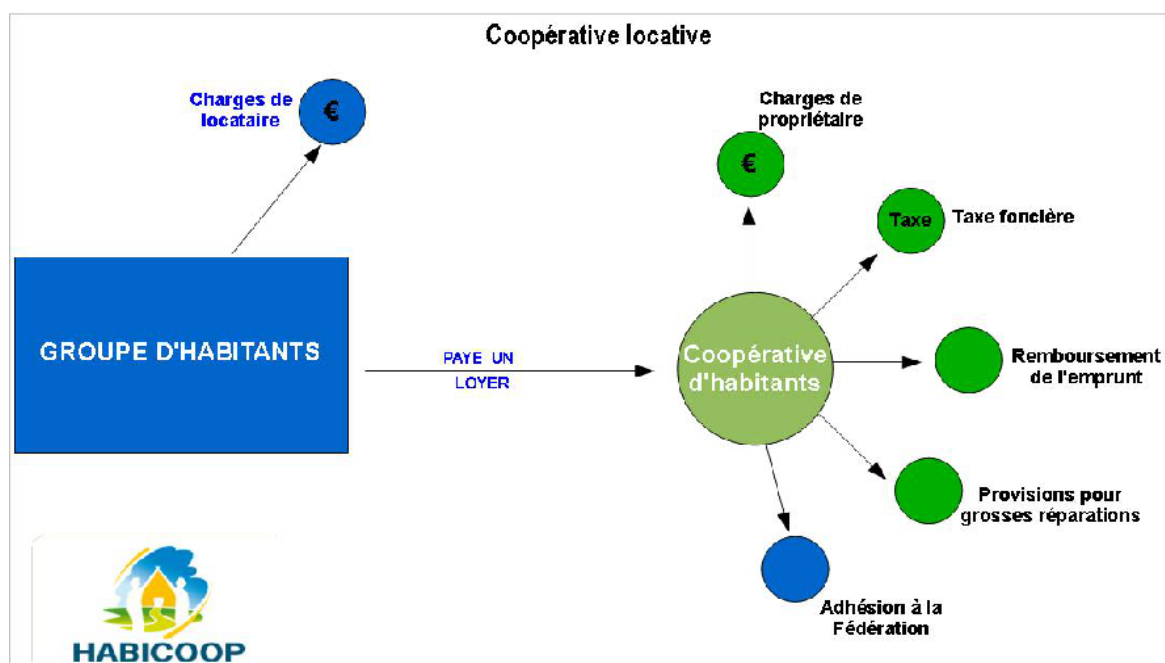 Coopérative locative
Charges de
locataire
€
Charges de
propriétaire
€
Taxe
Taxe foncière
GROUPE D'HABITANTS
PAYE UN
LOYER
Coopérative
d'habitants
Remboursement
de l'emprunt
Provisions pour
grosses réparations
Adhésion à la
Fédération
HABICOOP